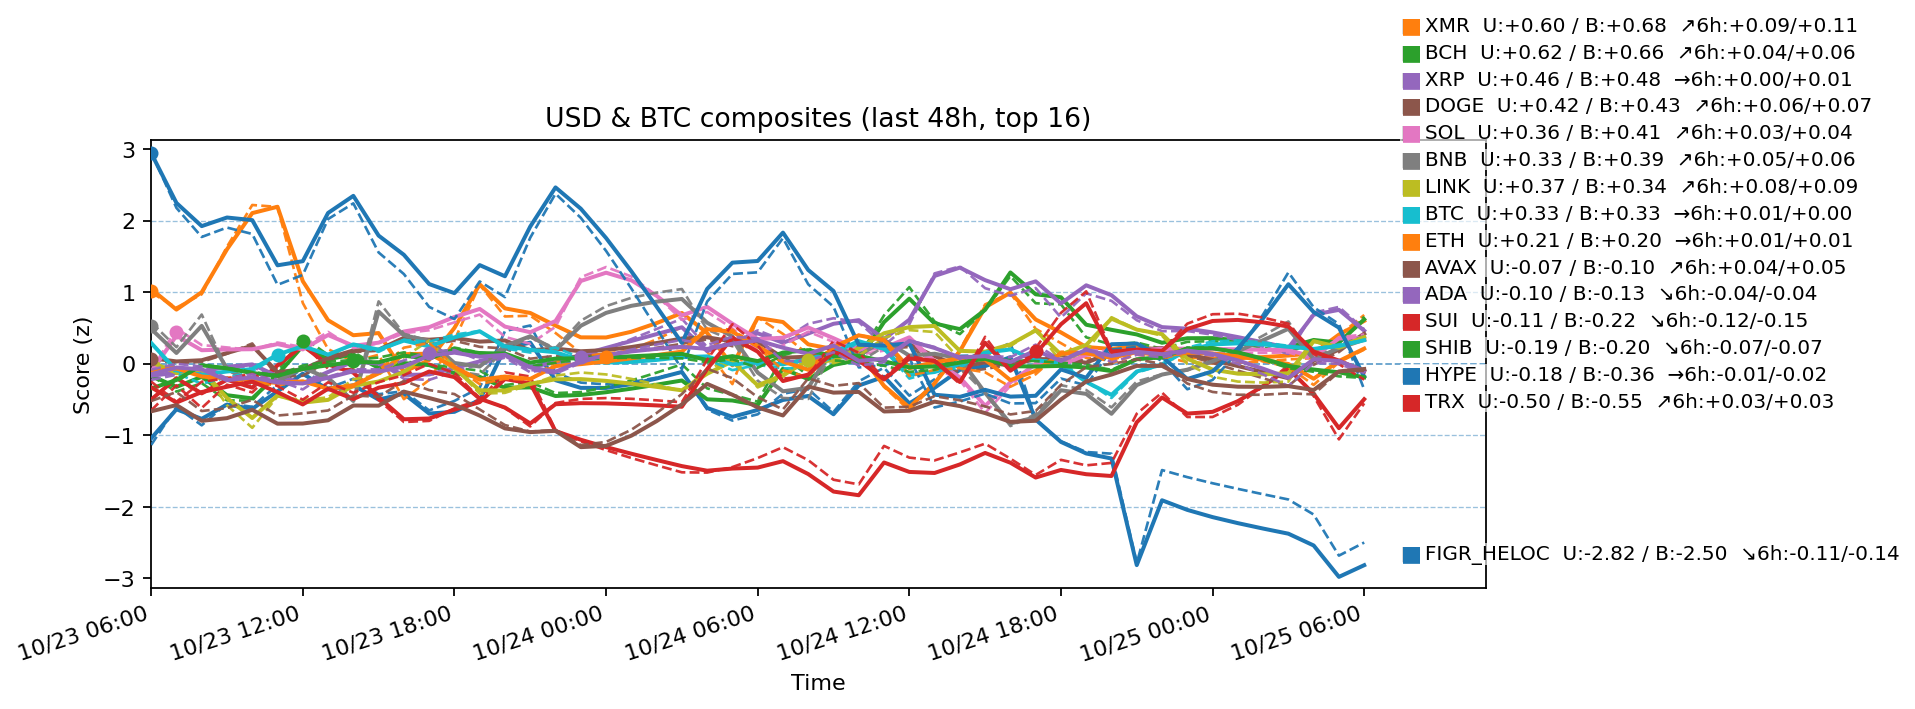 XMR U:+0.60 / B:+0.68 ↗6h:+0.09/+0.11
BCH U:+0.62 / B:+0.66 ↗6h:+0.04/+0.06
XRP U:+0.46 / B:+0.48 →6h:+0.00/+0.01
DOGE U:+0.42 / B:+0.43 ↗6h:+0.06/+0.07
USD & BTC composites (last 48h, top 16)
SOL U:+0.36 / B:+0.41 ↗6h:+0.03/+0.04
BNB U:+0.33 / B:+0.39 ↗6h:+0.05/+0.06
LINK U:+0.37 / B:+0.34 ↗6h:+0.08/+0.09
BTC U:+0.33 / B:+0.33 →6h:+0.01/+0.00
ETH U:+0.21 / B:+0.20 →6h:+0.01/+0.01
AVAX U:-0.07 / B:-0.10 ↗6h:+0.04/+0.05
ADA U:-0.10 / B:-0.13 ↘6h:-0.04/-0.04
SUI U:-0.11 / B:-0.22 ↘6h:-0.12/-0.15
SHIB U:-0.19 / B:-0.20 ↘6h:-0.07/-0.07
HYPE U:-0.18 / B:-0.36 →6h:-0.01/-0.02
TRX U:-0.50 / B:-0.55 ↗6h:+0.03/+0.03
FIGR_HELOC U:-2.82 / B:-2.50 ↘6h:-0.11/-0.14
Score (z)
3
2
1
0
−1
−2
−3
10/23 06:00
10/23 12:00
10/23 18:00
10/24 00:00
10/24 06:00
10/24 12:00
10/24 18:00
10/25 00:00
10/25 06:00
Time